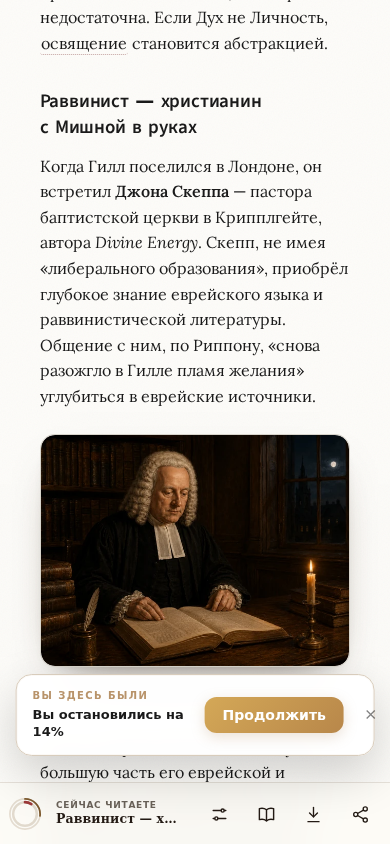 недостаточна. Если Дух не Личность,
освящение становится абстракцией.
Раввинист — христианин
с Мишной в руках
Когда Гилл поселился в Лондоне, он
встретил Джона Скеппа — пастора
баптистской церкви в Крипплгейте,
автора Divine Energy. Скепп, не имея
«либерального образования», приобрёл
глубокое знание еврейского языка и
раввинистической литературы.
Общение с ним, по Риппону, «снова
разожгло в Гилле пламя желания»
углубиться в еврейские источники.
ВЫ ЗДЕСЬ БЫЛИ
Вы остановились на
14%
Продолжить
большую часть его еврейской и
СЕЙЧАС ЧИТАЕТЕ
Раввинист — х...